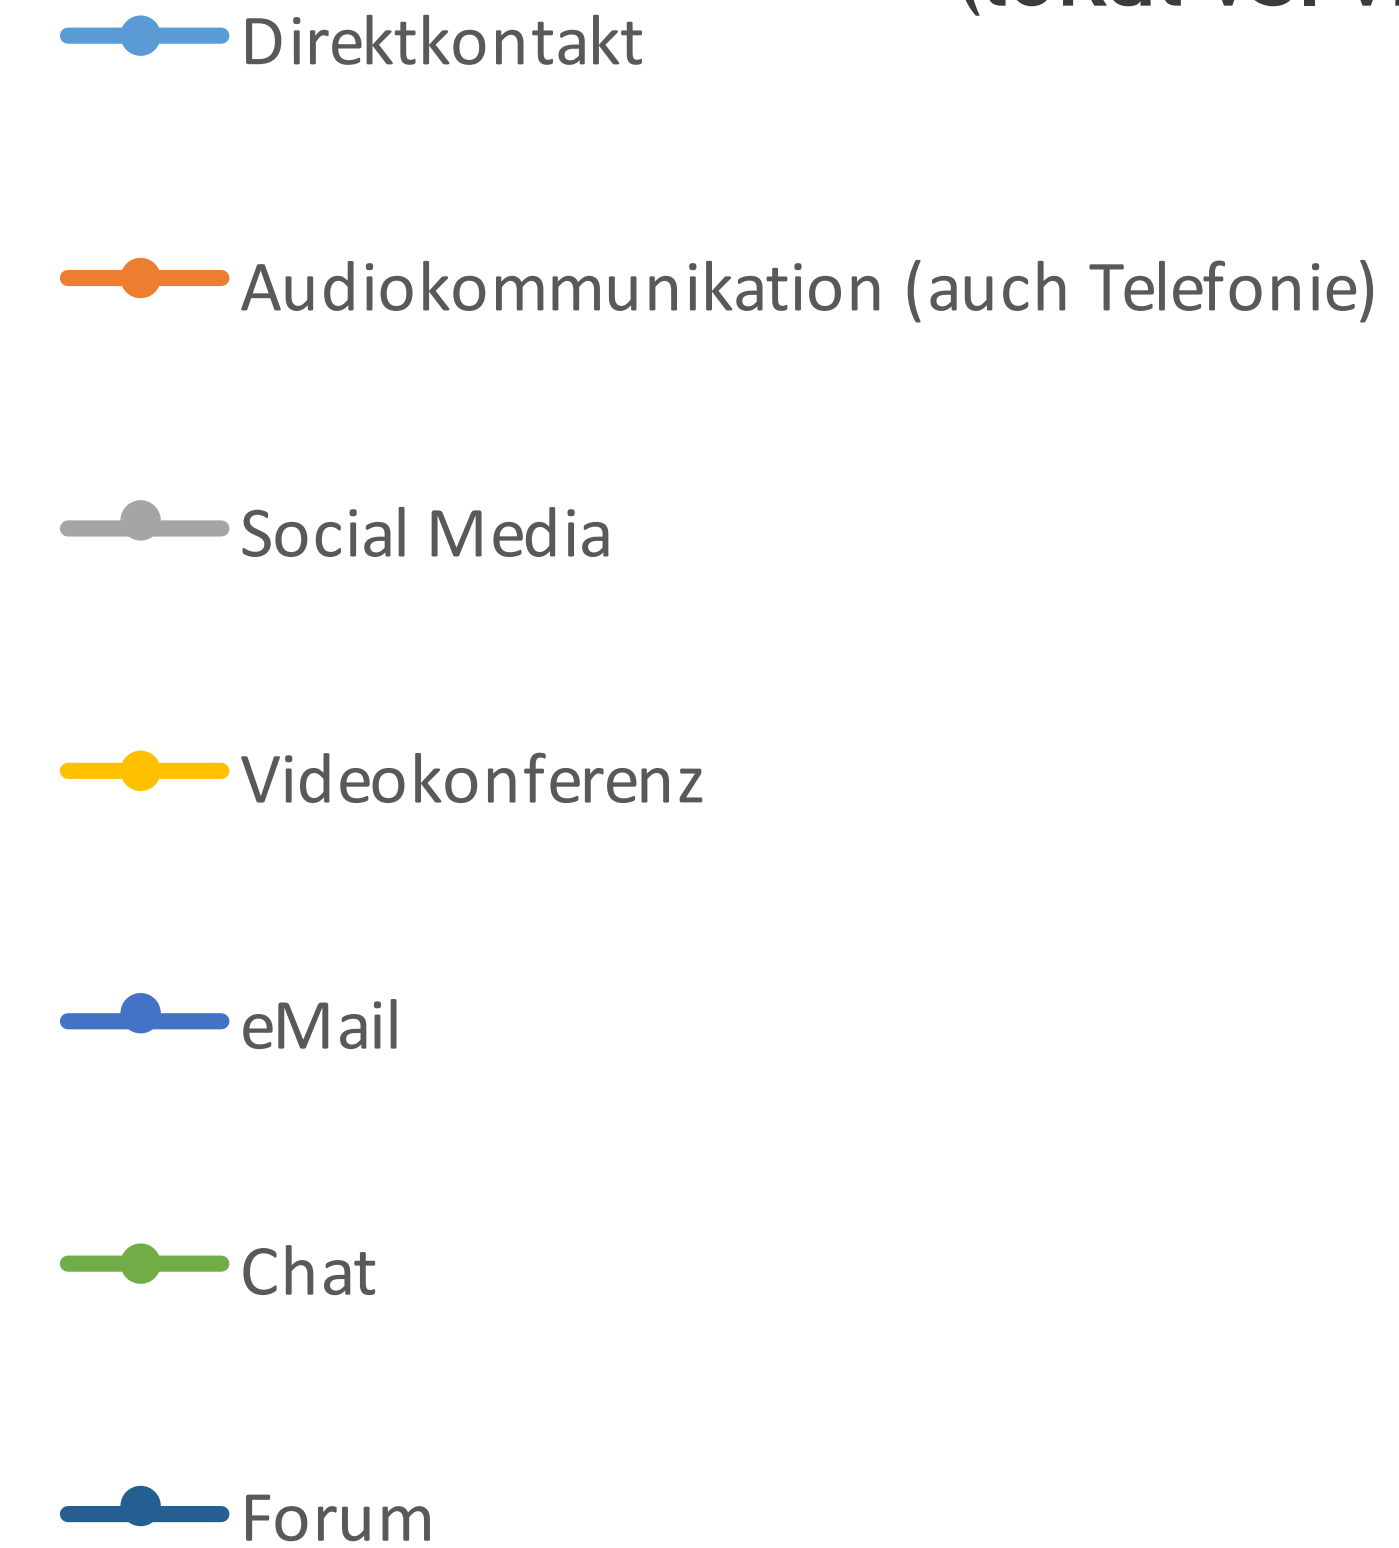 Direktkontakt
Audiokommunikation (auch Telefonie)
Social Media
Videokonferenz
eMail
Chat
Forum